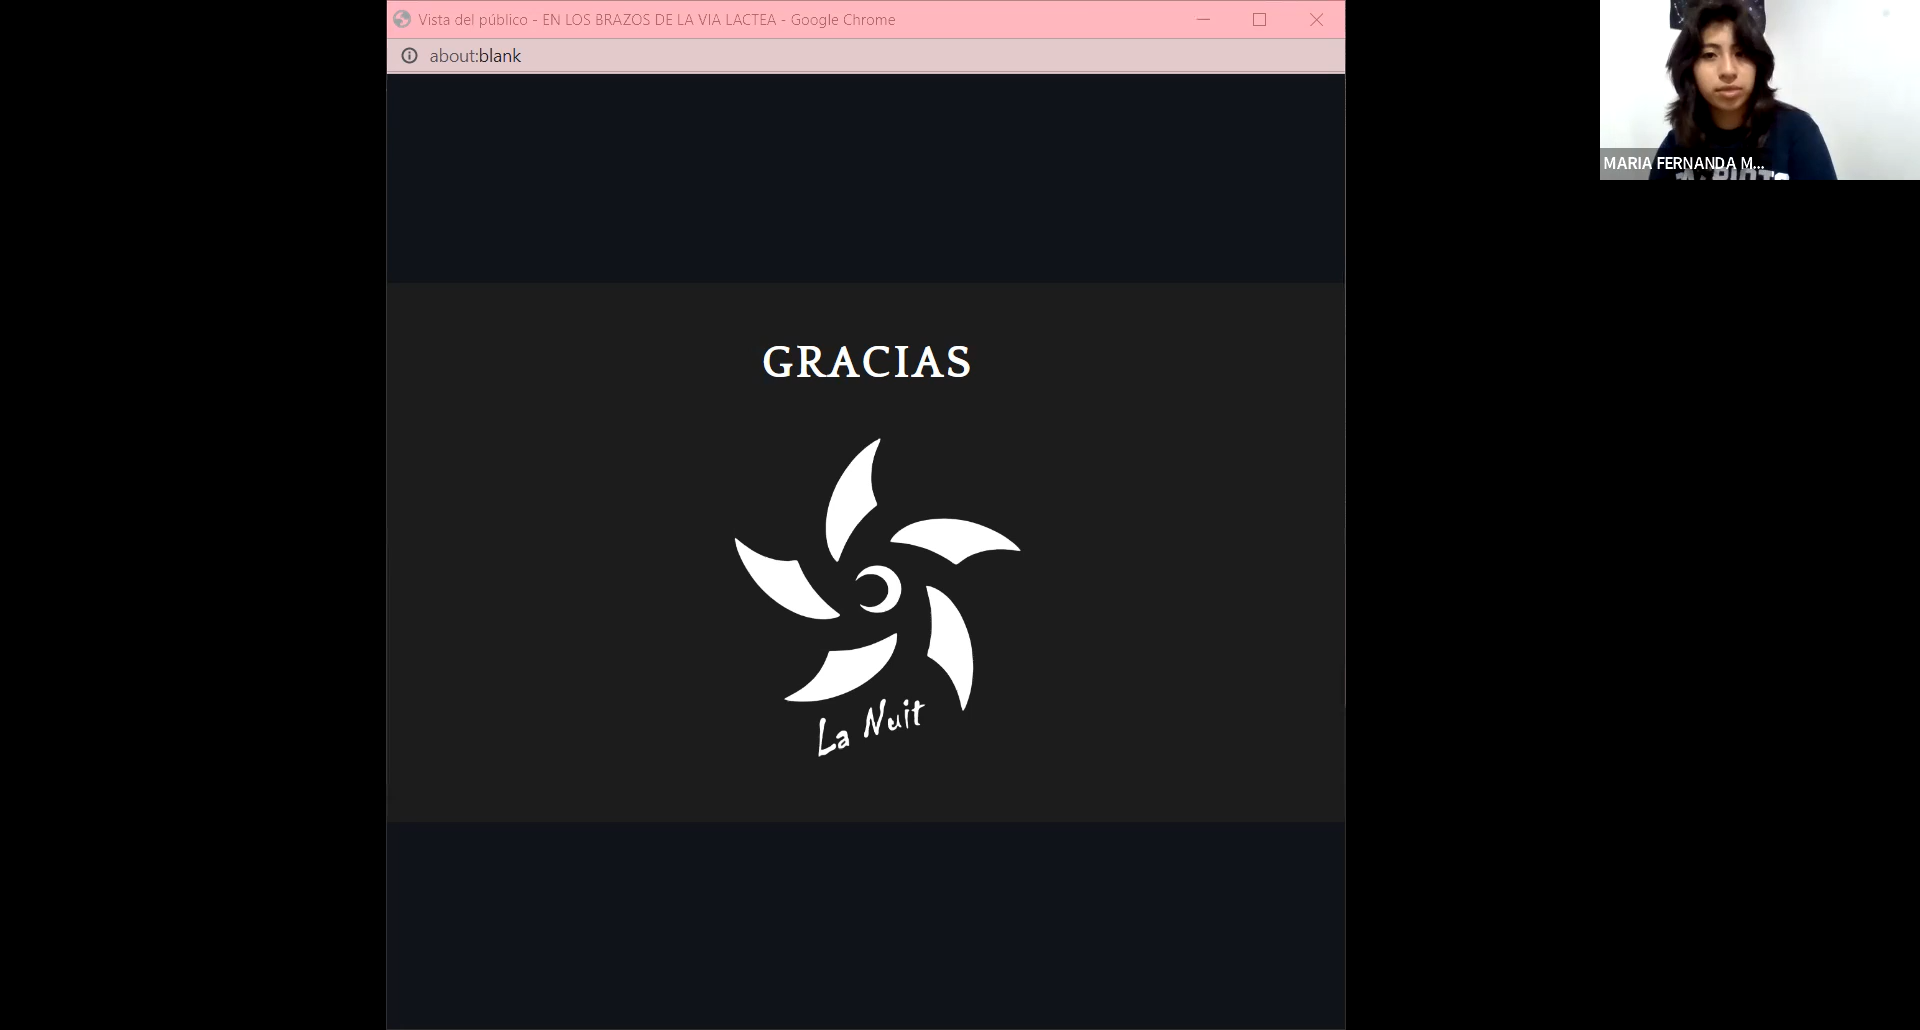 Vista del público - EN LOS BRAZOS DE LA VIA LACTEA - Google Chrome
about:blank
MARIA FERNANDA M...
GRACIAS
La Nuit